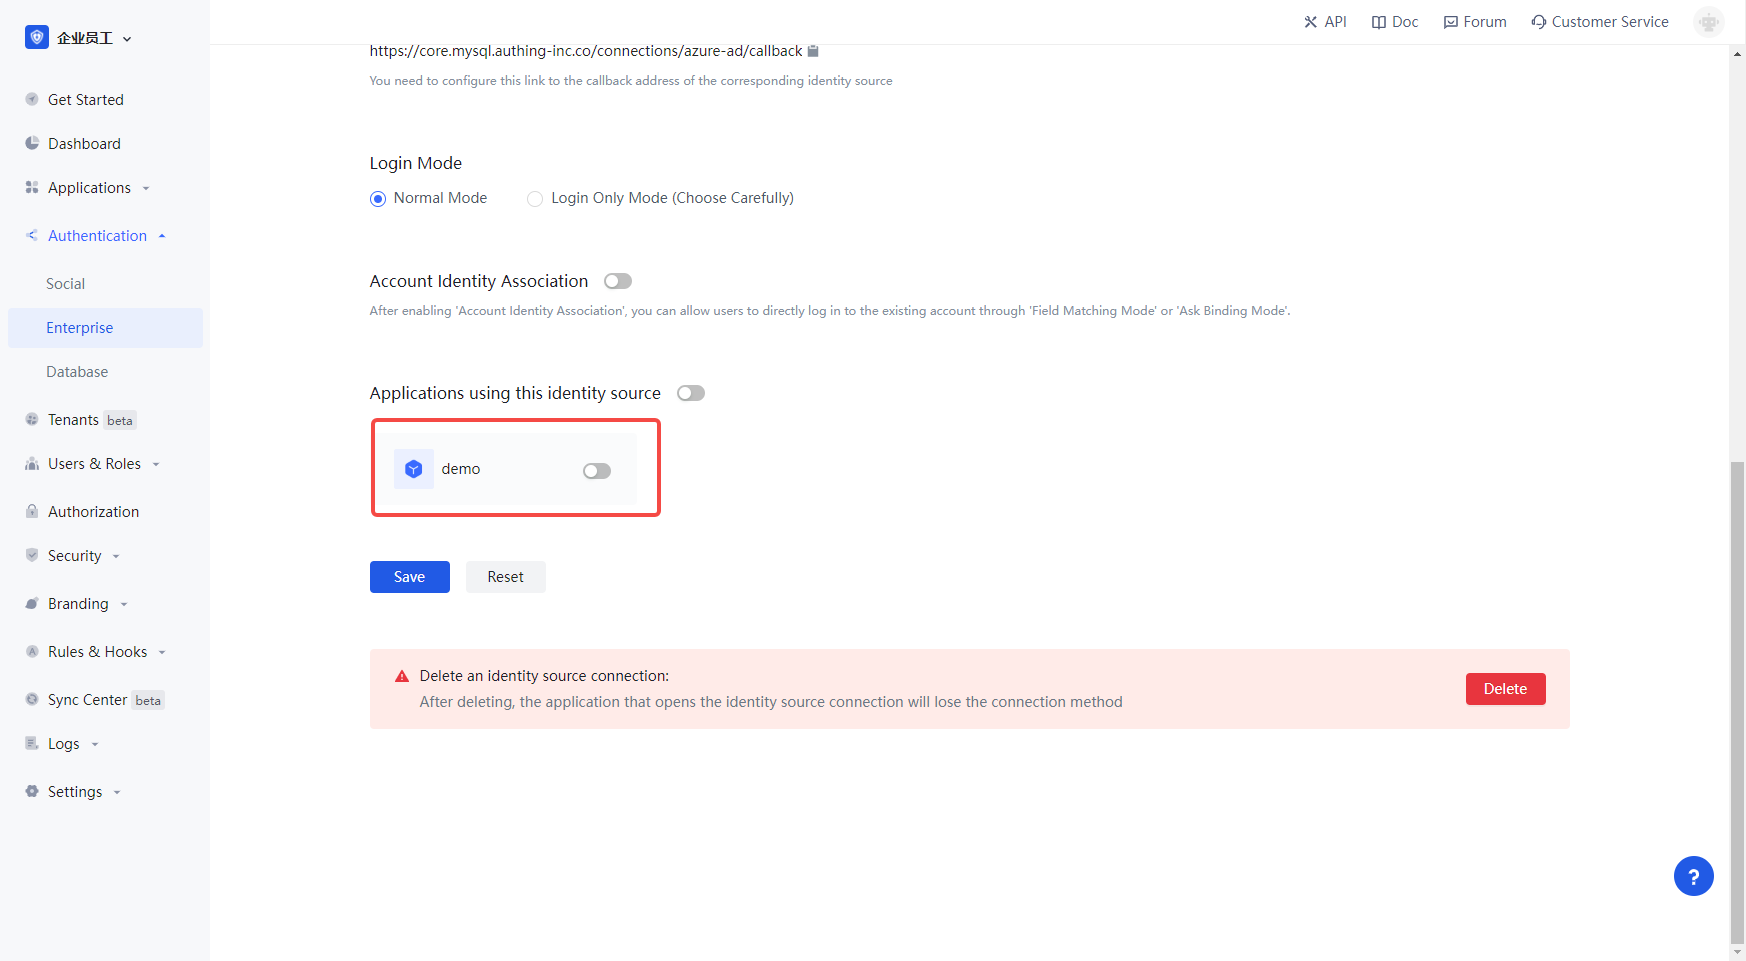 企业员工
API
Doc
Forum
Customer Service
Get Started
Dashboard
Applications
Authentication
Social
Enterprise
Database
Tenants beta
Users & Roles
Authorization
Security
Branding
Rules & Hooks
Sync Center beta
Logs
Settings
https://core.mysql.authing-inc.co/connections/azure-ad/callback
You need to configure this link to the callback address of the corresponding identity source
Login Mode
Normal Mode
Login Only Mode (Choose Carefully)
Account Identity Association
After enabling 'Account Identity Association', you can allow users to directly log in to the existing account through 'Field Matching Mode' or 'Ask Binding Mode'.
Applications using this identity source
demo
Save
Reset
Delete an identity source connection:
After deleting, the application that opens the identity source connection will lose the connection method
Delete
?